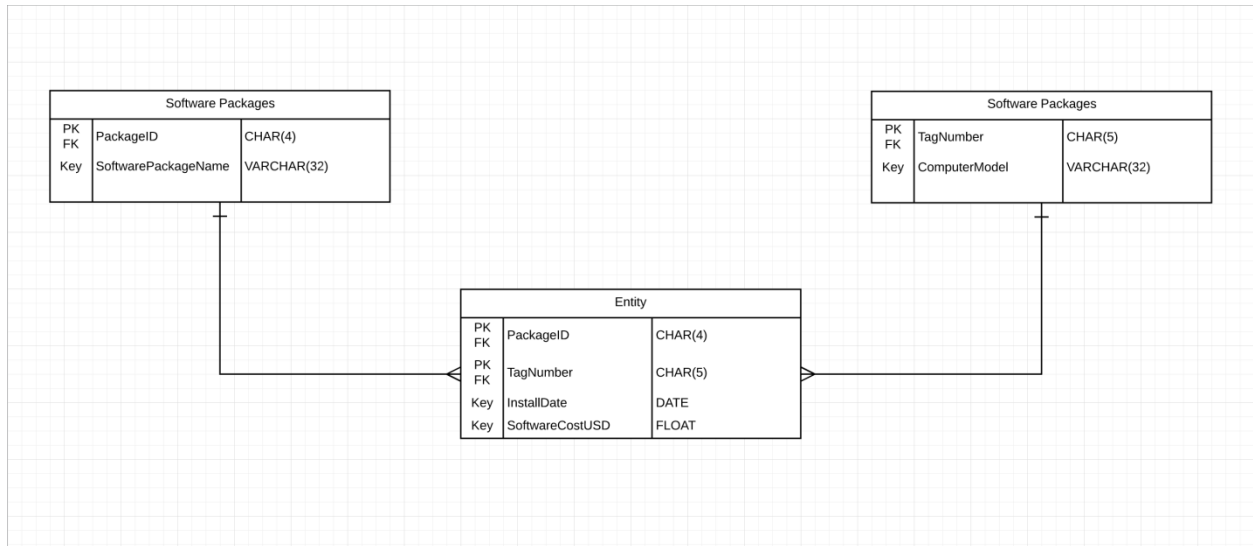 Software Packages
PK
FK PackageID CHAR(4)
Key SoftwarePackageName VARCHAR(32)
Software Packages
PK
FK TagNumber CHAR(5)
Key ComputerModel VARCHAR(32)
Entity
PK
FK PackageID CHAR(4)
PK
FK TagNumber CHAR(5)
Key InstallDate DATE
Key SoftwareCostUSD FLOAT